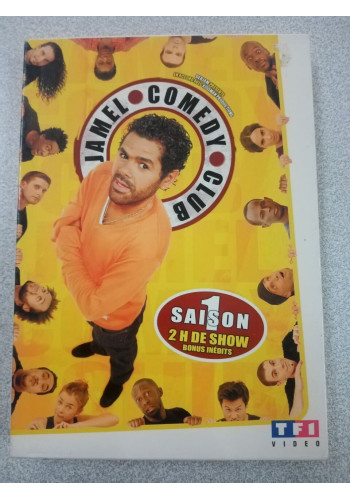 JAMEL • COMEDY • CLUB
SAISON 1
2 H DE SHOW
BONUS INÉDITS
TF1
VIDEO